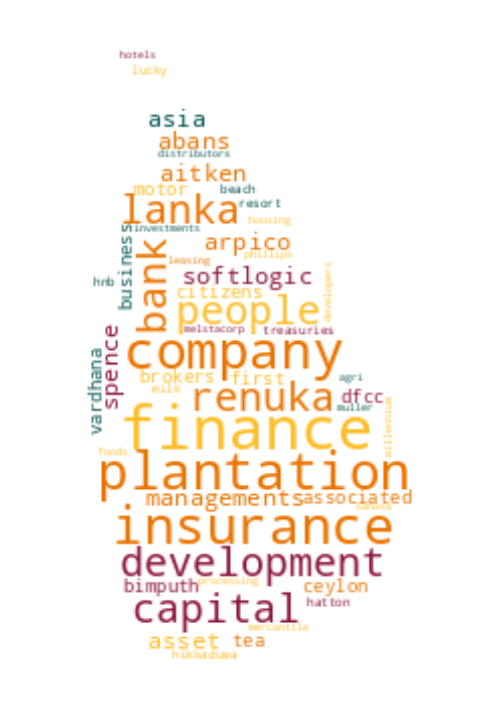 hotels
lucky
asia
abans
distributors
aitken
motor beach
lanka resort
housing
investments
business
bank
arpico
phillips
leasing
hnb
softlogic
citizens
developers
people
melstacorp treasuries
spence
company
vardhana
brokers first agri
milk
renuka dfcc
muller
finance
millennium
foods
plantation
managements associated
insurance
development
bimputh processing ceylon
capital hatton
mercantile
asset tea
hikkaduwa